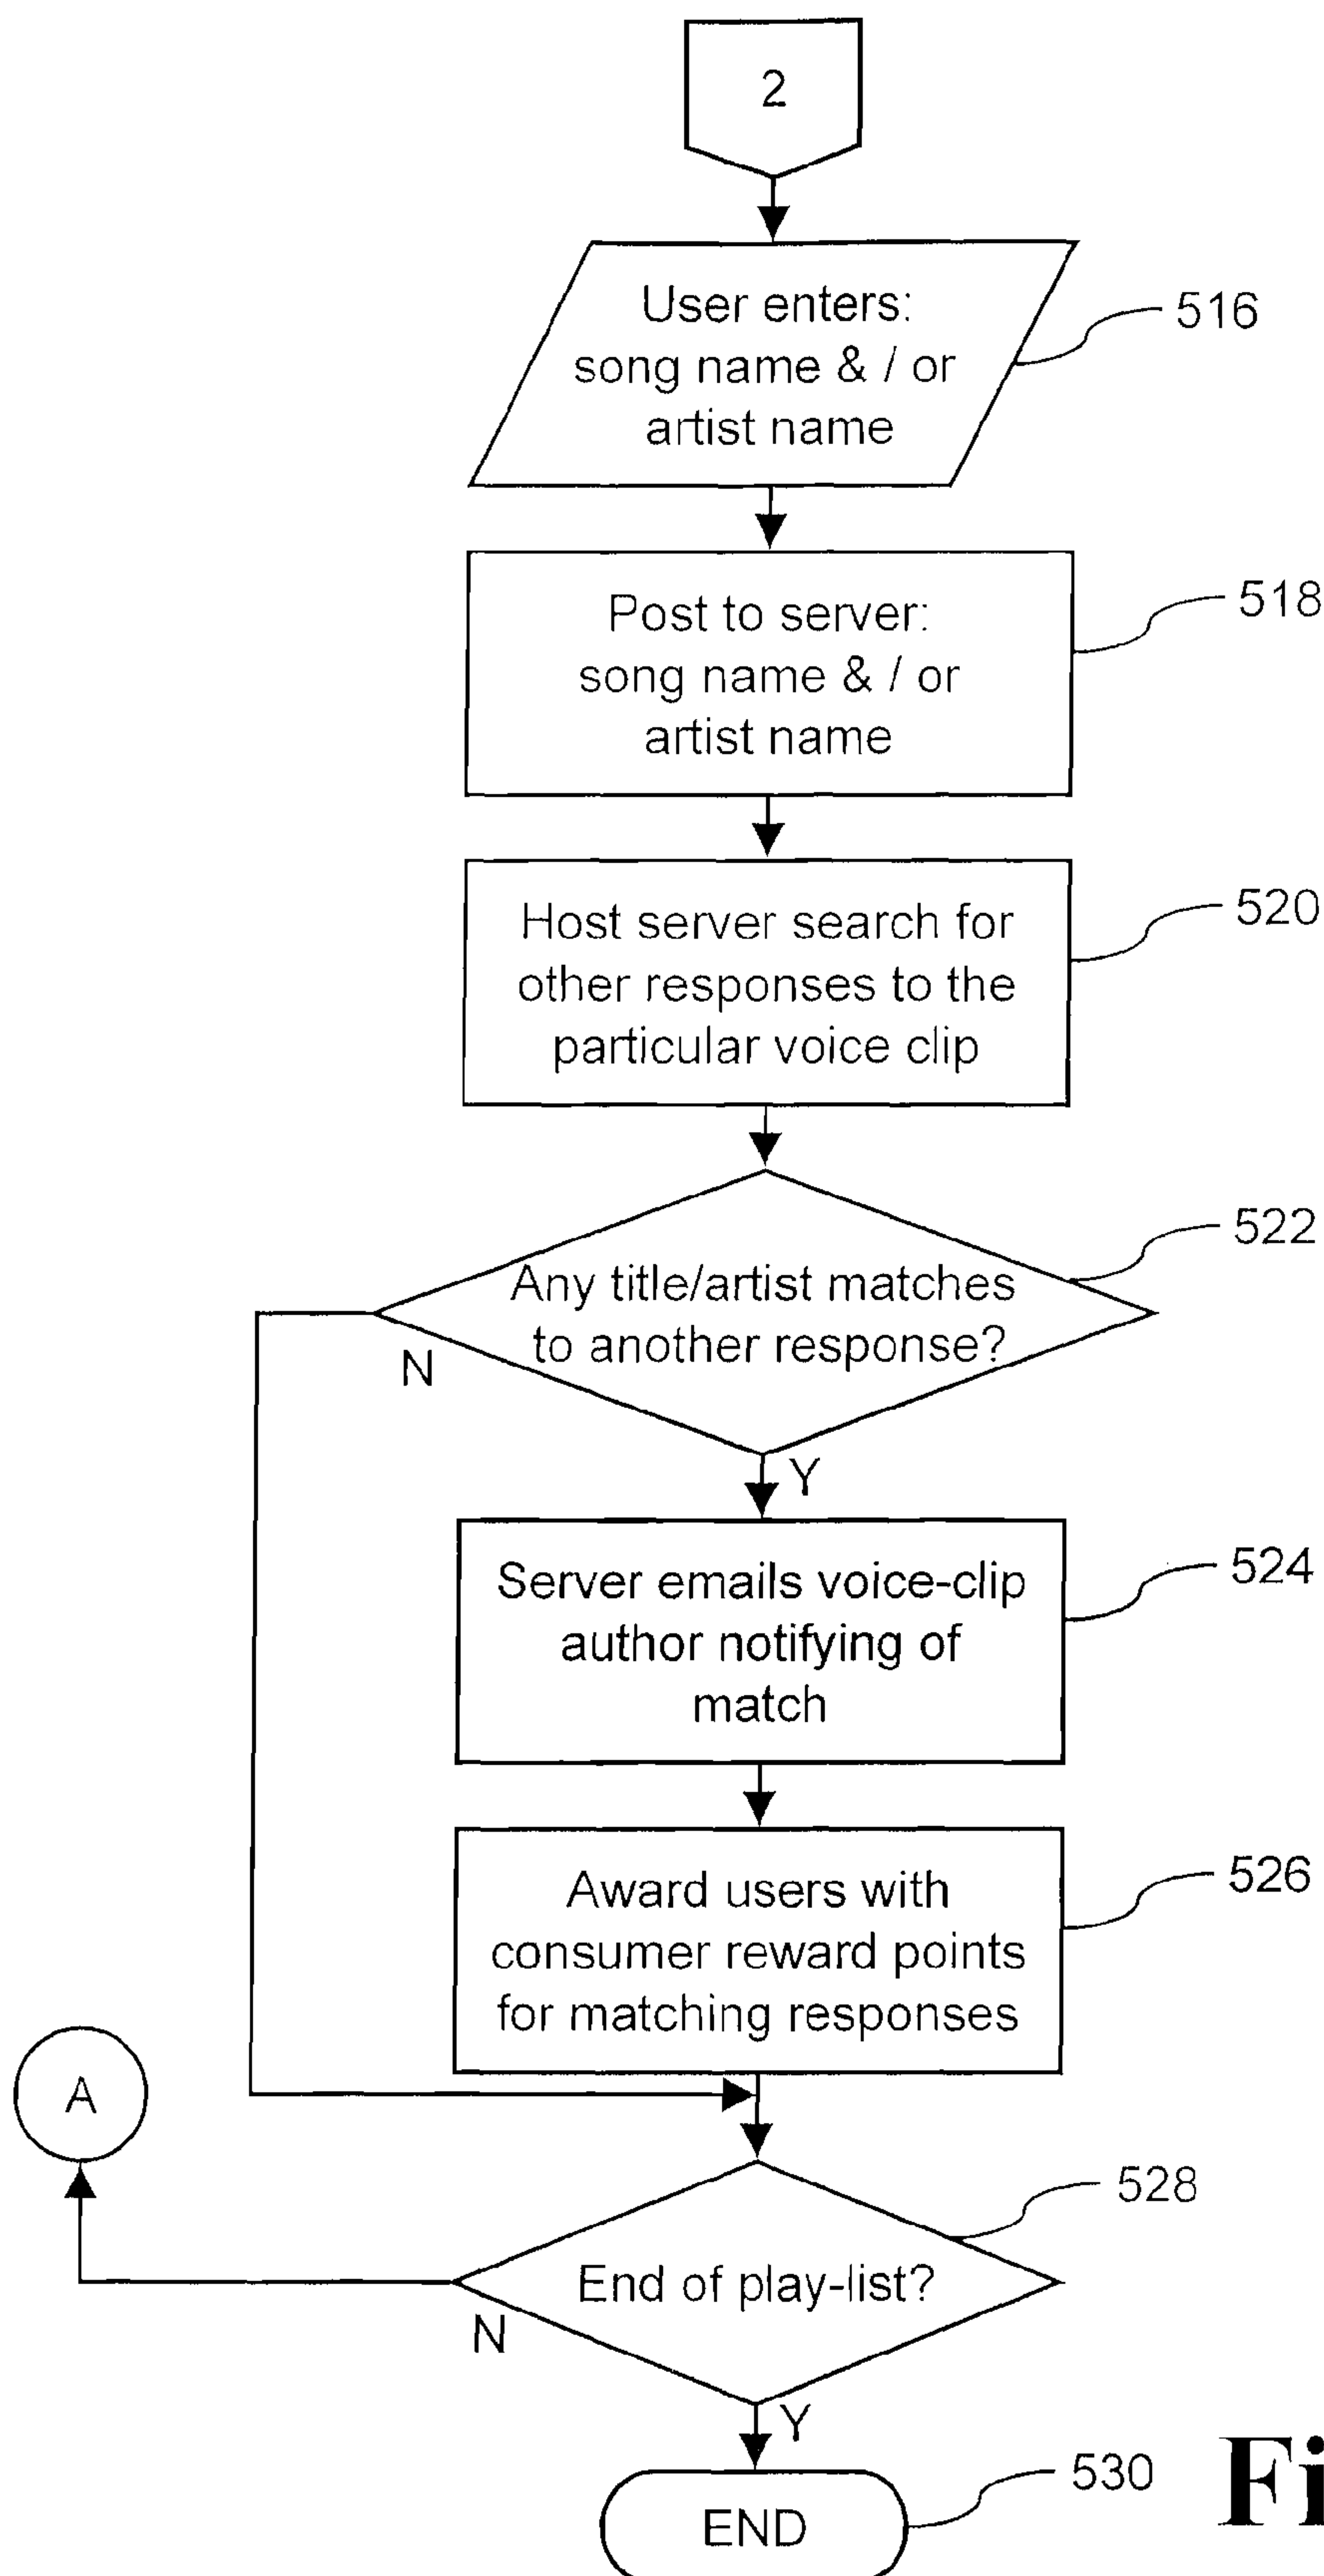 2
User enters:
song name & / or
artist name
516
Post to server:
song name & / or
artist name
518
Host server search for
other responses to the
particular voice clip
520
Any title/artist matches
to another response?
522
N
Y
Server emails voice-clip
author notifying of
match
524
Award users with
consumer reward points
for matching responses
526
A
End of play-list?
528
N
Y
END
530
Fi